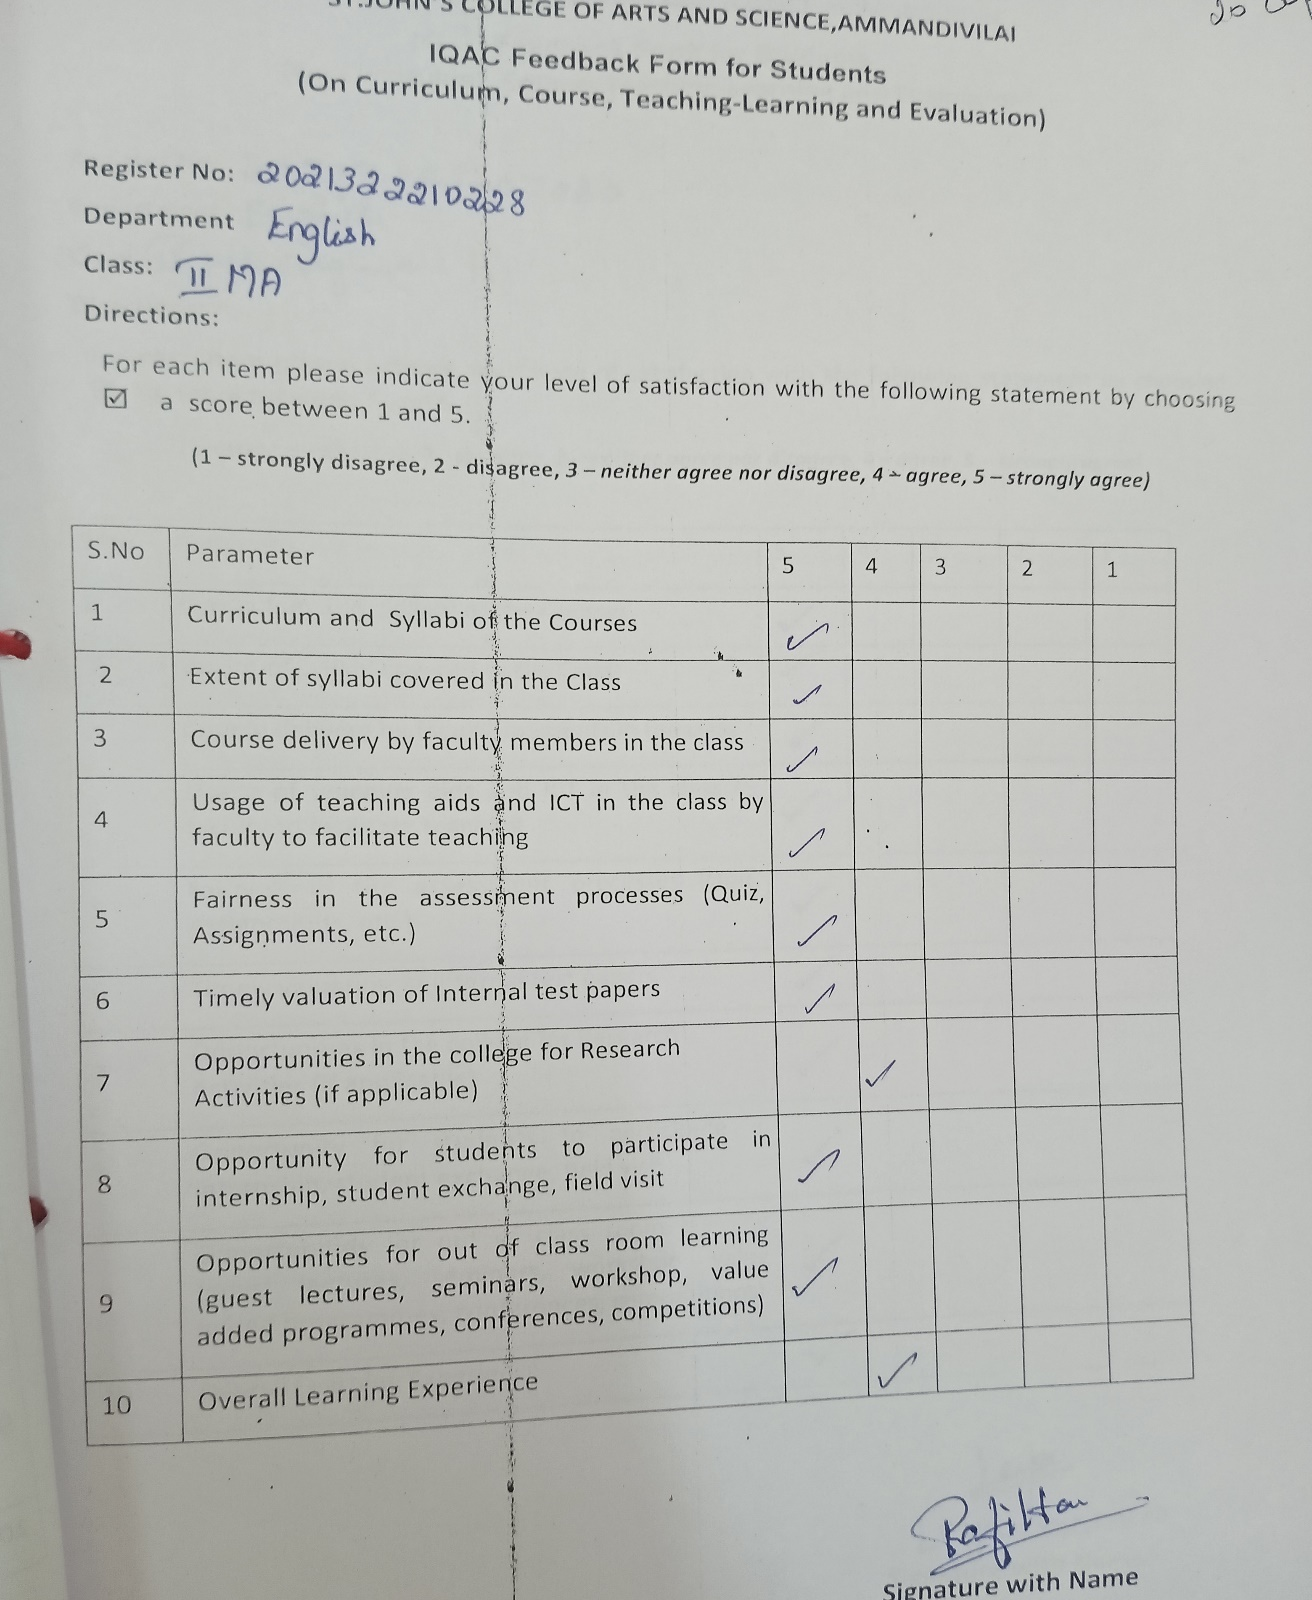 ST.JOHN'S COLLEGE OF ARTS AND SCIENCE,AMMANDIVILAI
IQAC Feedback Form for Students
(On Curriculum, Course, Teaching-Learning and Evaluation)
Register No: 20213222210228
Department English
Class: II MA
Directions:
For each item please indicate your level of satisfaction with the following statement by choosing
☑ a score between 1 and 5.
(1 – strongly disagree, 2 - disagree, 3 – neither agree nor disagree, 4 – agree, 5 – strongly agree)
S.No Parameter 5 4 3 2 1
1 Curriculum and Syllabi of the Courses ✓
2 Extent of syllabi covered in the Class ✓
3 Course delivery by faculty members in the class ✓
4 Usage of teaching aids and ICT in the class by
faculty to facilitate teaching ✓
5 Fairness in the assessment processes (Quiz,
Assignments, etc.) ✓
6 Timely valuation of Internal test papers ✓
7 Opportunities in the college for Research
Activities (if applicable) ✓
8 Opportunity for students to participate in
internship, student exchange, field visit ✓
9 Opportunities for out of class room learning
(guest lectures, seminars, workshop, value
added programmes, conferences, competitions) ✓
10 Overall Learning Experience ✓
Signature with Name